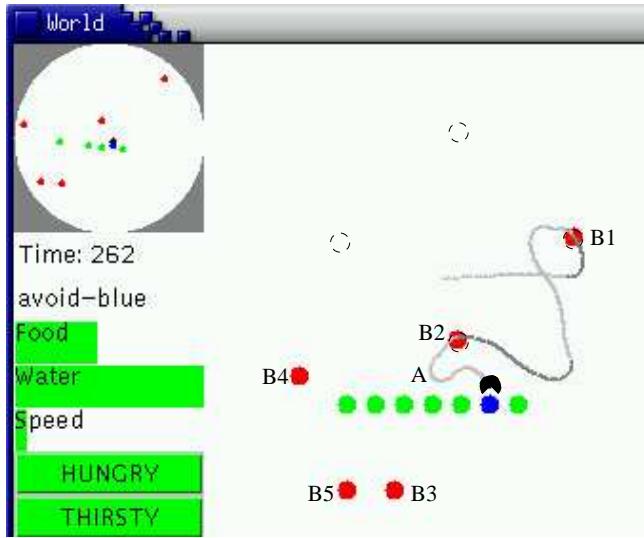 World
B1
Time: 262
avoid-blue
Food
B2
Water
B4
A
Speed
HUNGRY
B5
B3
THIRSTY